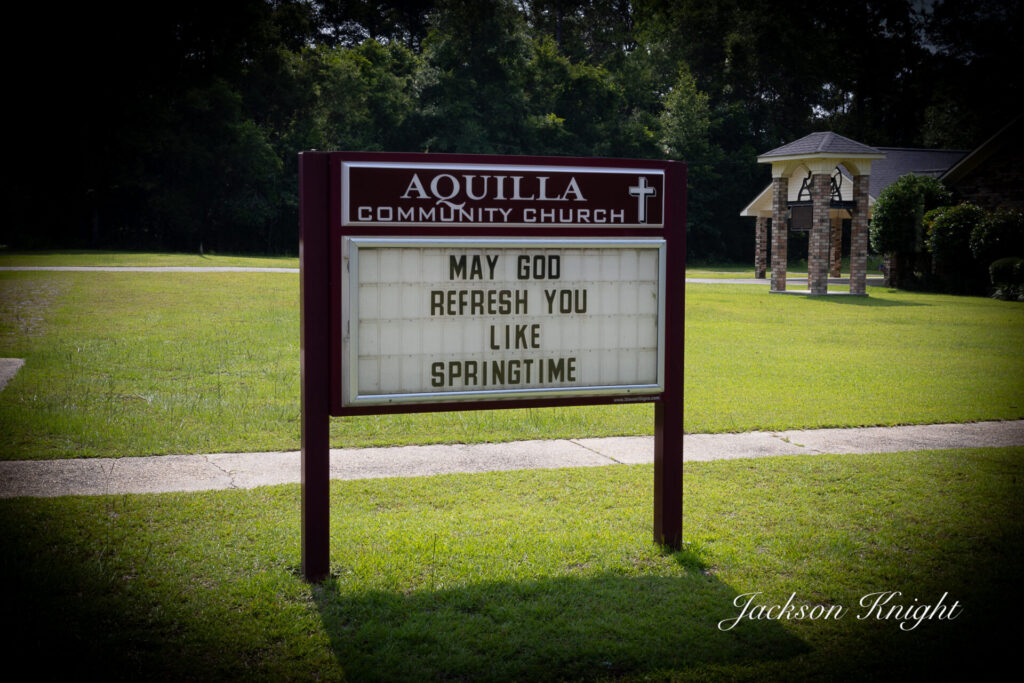 AQUILLA
COMMUNITY CHURCH
MAY GOD
REFRESH YOU
LIKE
SPRINGTIME
Jackson Knight